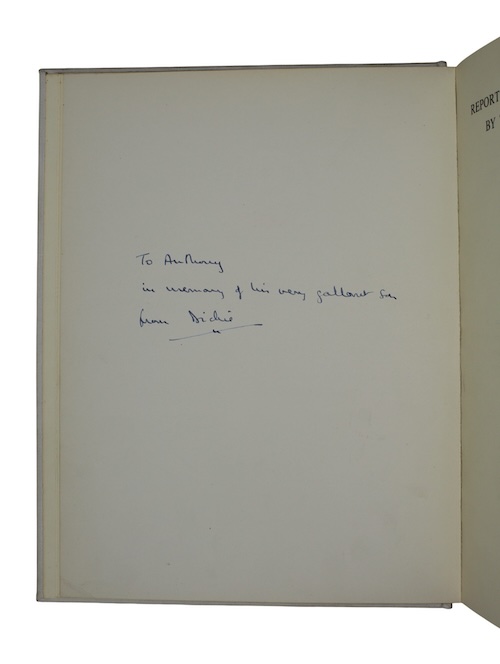 To Anthony
in memory of his very gallant son
from Dickie
REPORT
BY